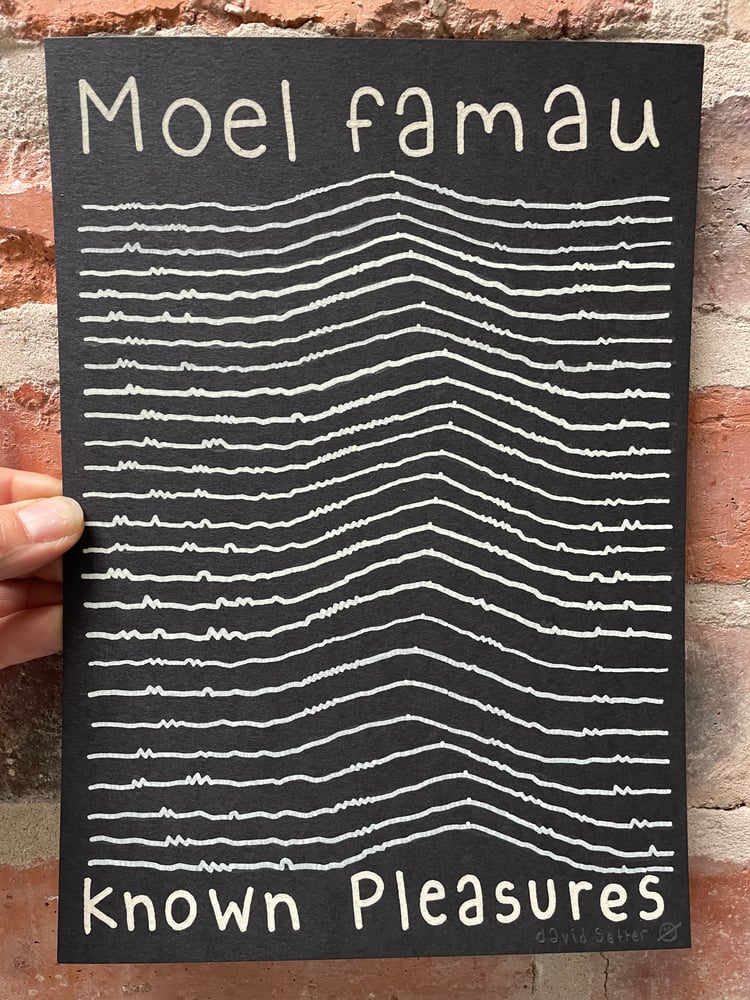 Moel famau
known Pleasures
david Setter